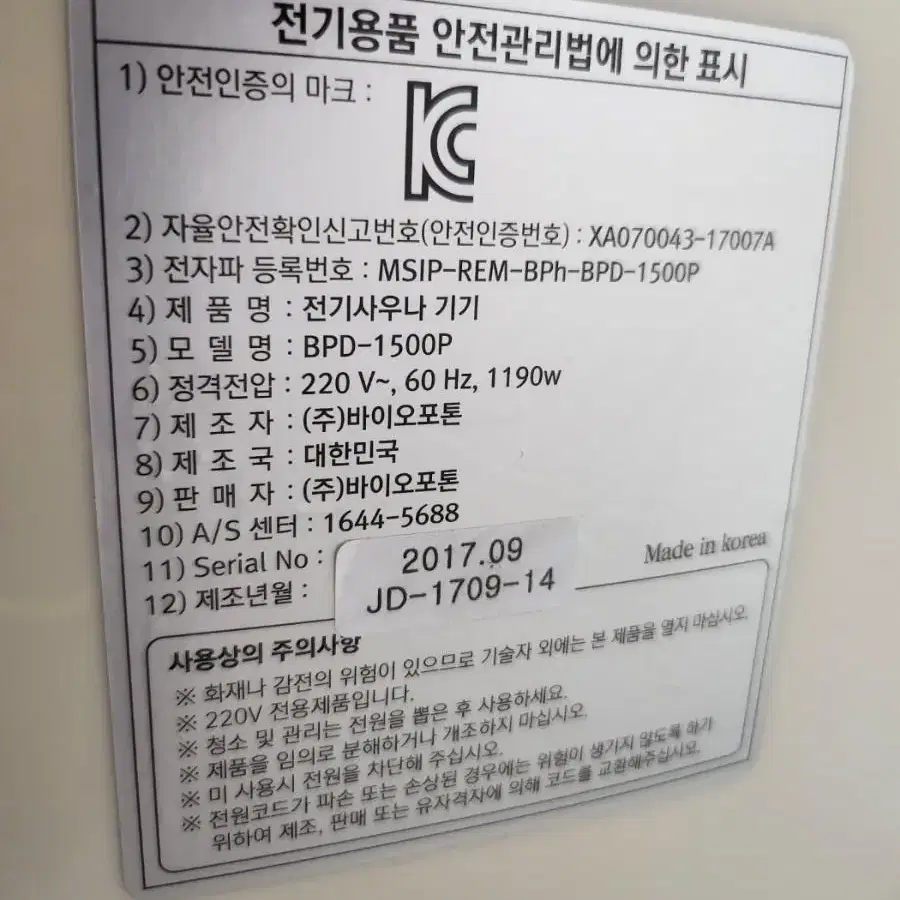 전기용품 안전관리법에 의한 표시
1) 안전인증의 마크 : KC
2) 자율안전확인신고번호(안전인증번호) : XA070043-17007A
3) 전자파 등록번호 : MSIP-REM-BPh-BPD-1500P
4) 제 품 명 : 전기사우나 기기
5) 모 델 명 : BPD-1500P
6) 정격전압 : 220 V~, 60 Hz, 1190w
7) 제 조 자 : (주)바이오포톤
8) 제 조 국 : 대한민국
9) 판 매 자 : (주)바이오포톤
10) A/S 센터 : 1644-5688
11) Serial No : 2017.09
Made in korea
12) 제조년월 : JD-1709-14
사용상의 주의사항
※ 화재나 감전의 위험이 있으므로 기술자 외에는 본 제품을 열지 마십시오.
※ 220V 전용제품입니다.
※ 청소 및 관리는 전원을 뽑은 후 사용하세요.
※ 제품을 임의로 분해하거나 개조하지 마십시오.
※ 미 사용시 전원을 차단해 주십시오.
※ 전원코드가 파손 또는 손상된 경우에는 위험이 생기지 않도록 하기
위하여 제조, 판매 또는 유자격자에 의해 코드를 교환해주십시오.